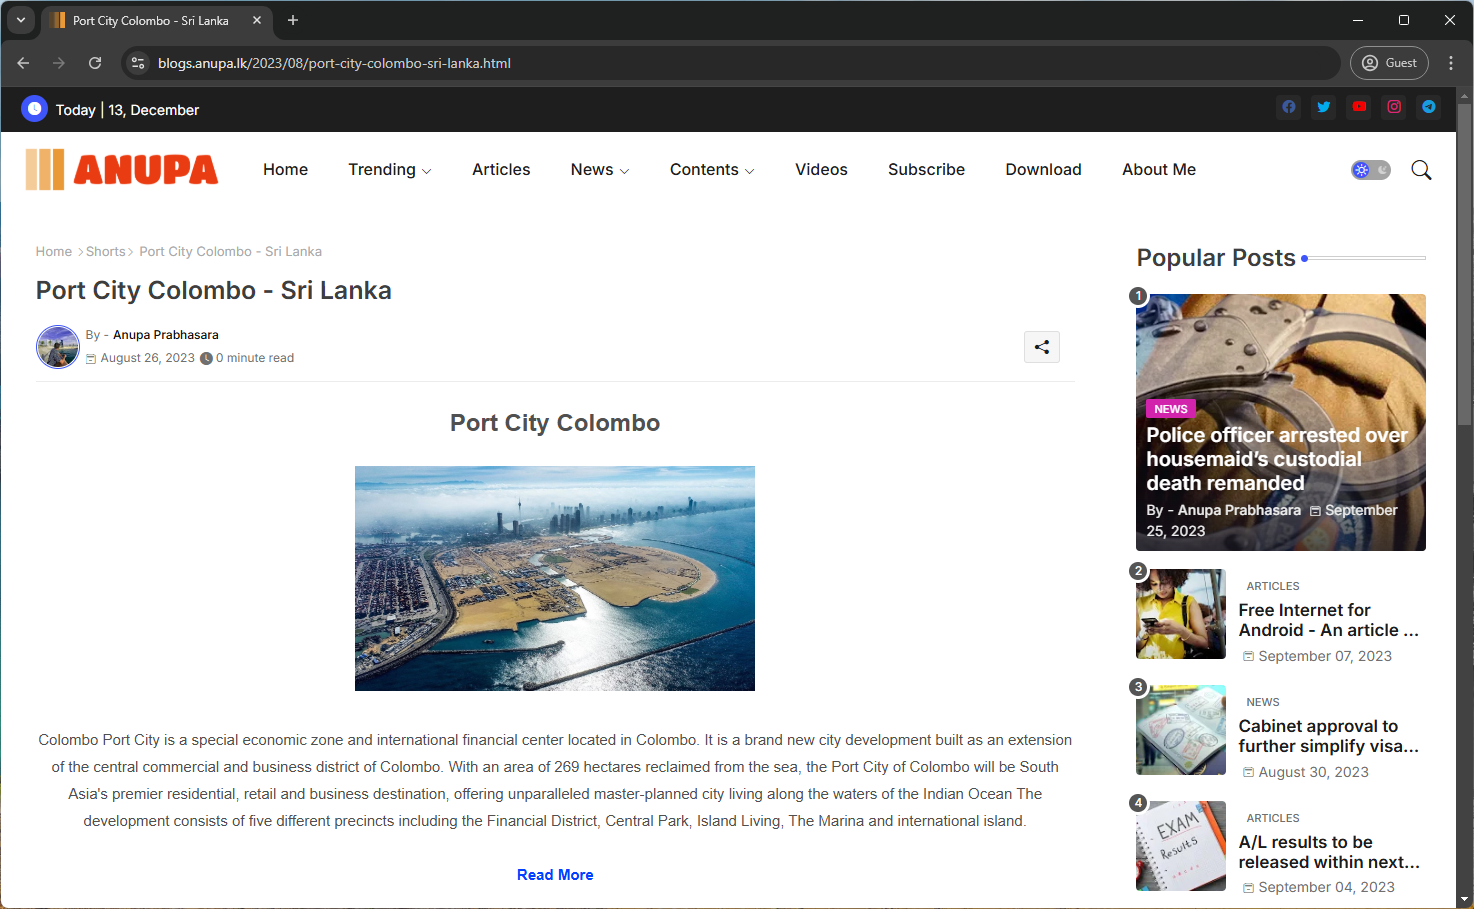 Port City Colombo - Sri Lanka
blogs.anupa.lk/2023/08/port-city-colombo-sri-lanka.html
Guest
Today | 13, December
ANUPA
Home
Trending
Articles
News
Contents
Videos
Subscribe
Download
About Me
Home > Shorts > Port City Colombo - Sri Lanka
Port City Colombo - Sri Lanka
By - Anupa Prabhasara
August 26, 2023 0 minute read
Port City Colombo
Colombo Port City is a special economic zone and international financial center located in Colombo. It is a brand new city development built as an extension
of the central commercial and business district of Colombo. With an area of 269 hectares reclaimed from the sea, the Port City of Colombo will be South
Asia's premier residential, retail and business destination, offering unparalleled master-planned city living along the waters of the Indian Ocean The
development consists of five different precincts including the Financial District, Central Park, Island Living, The Marina and international island.
Read More
Popular Posts
1
NEWS
Police officer arrested over
housemaid’s custodial
death remanded
By - Anupa Prabhasara September
25, 2023
2
ARTICLES
Free Internet for
Android - An article ...
September 07, 2023
3
NEWS
Cabinet approval to
further simplify visa...
August 30, 2023
4
EXAM
Results
ARTICLES
A/L results to be
released within next...
September 04, 2023